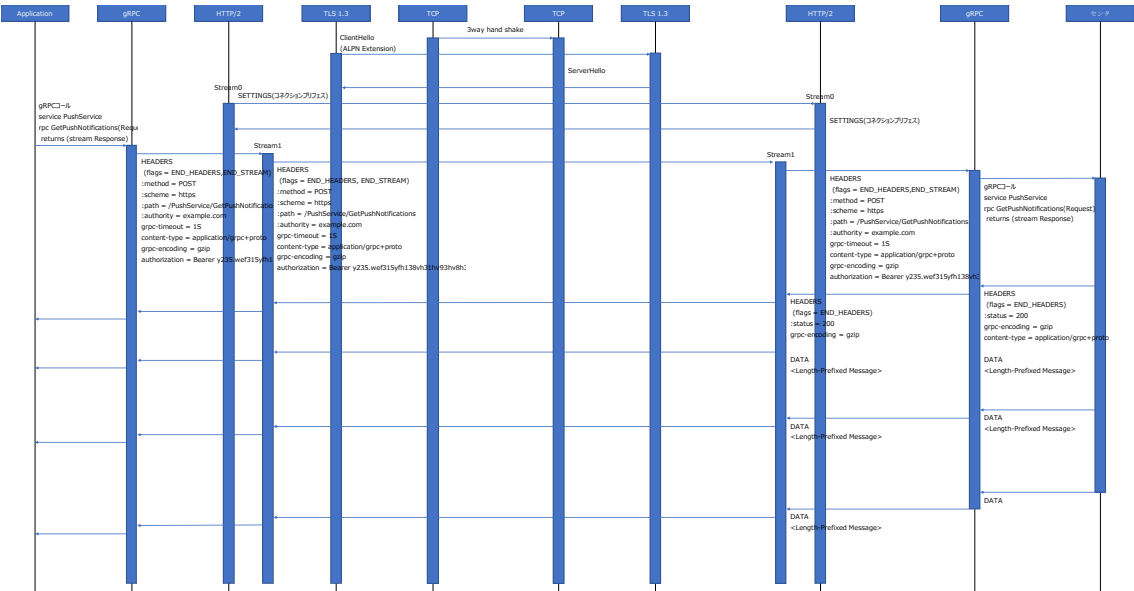 Application
gRPC
HTTP/2
TLS 1.3
TCP
TCP
TLS 1.3
HTTP/2
gRPC
センタ
3way hand shake
ClientHello
(ALPN Extension)
ServerHello
Stream0
SETTINGS(コネクションプリフェス)
Stream0
SETTINGS(コネクションプリフェス)
gRPCコール
service PushService
rpc GetPushNotifications(Requ
returns (stream Response)
Stream1
HEADERS
(flags = END_HEADERS,END_STREAM)
:method = POST
:scheme = https
:path = /PushService/GetPushNotificatio
:authority = example.com
grpc-timeout = 1S
content-type = application/grpc+proto
grpc-encoding = gzip
authorization = Bearer y235.wef315yfh1
HEADERS
(flags = END_HEADERS, END_STREAM)
:method = POST
:scheme = https
:path = /PushService/GetPushNotifications
:authority = example.com
grpc-timeout = 1S
content-type = application/grpc+proto
grpc-encoding = gzip
authorization = Bearer y235.wef315yfh138vh31hv93hv8h3
Stream1
HEADERS
(flags = END_HEADERS,END_STREAM)
:method = POST
:scheme = https
:path = /PushService/GetPushNotifications
:authority = example.com
grpc-timeout = 1S
content-type = application/grpc+proto
grpc-encoding = gzip
authorization = Bearer y235.wef315yfh138vh3
gRPCコール
service PushService
rpc GetPushNotifications(Request)
returns (stream Response)
HEADERS
(flags = END_HEADERS)
:status = 200
grpc-encoding = gzip
HEADERS
(flags = END_HEADERS)
:status = 200
grpc-encoding = gzip
content-type = application/grpc+proto
DATA
<Length-Prefixed Message>
DATA
<Length-Prefixed Message>
DATA
<Length-Prefixed Message>
DATA
<Length-Prefixed Message>
DATA
DATA
<Length-Prefixed Message>